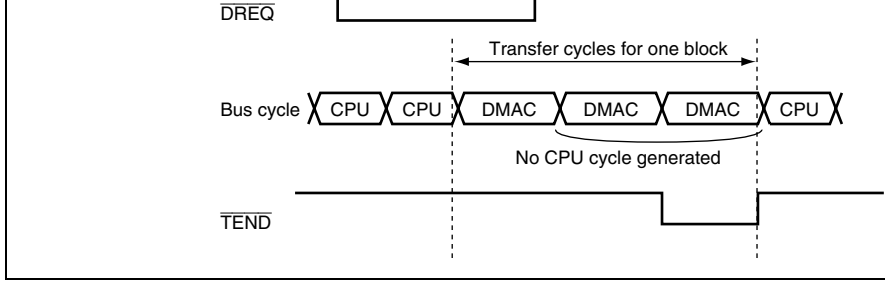 DREQ
Transfer cycles for one block
Bus cycle CPU CPU DMAC DMAC DMAC CPU
No CPU cycle generated
TEND